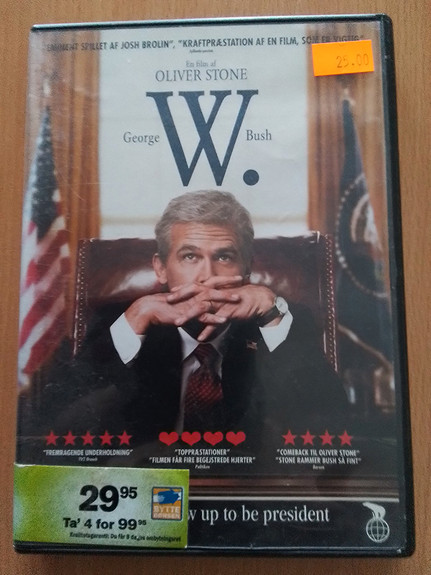 EMINENT SPILLET AF JOSH BROLIN", "KRAFTPRÆSTATION AF EN FILM, SOM ER VIGTIG"
25.00
En film af
OLIVER STONE
George W. Bush
"FREMRAGENDE UNDERHOLDNING"
"TOPPRÆSTATIONER"
"FILMEN FÅR FIRE BEGEJSTREDE HJERTER"
Politiken
"COMEBACK TIL OLIVER STONE"
"STONE RAMMER BUSH SÅ FINT"
29 95
Ta' 4 for 99
BYTTE
w up to be president